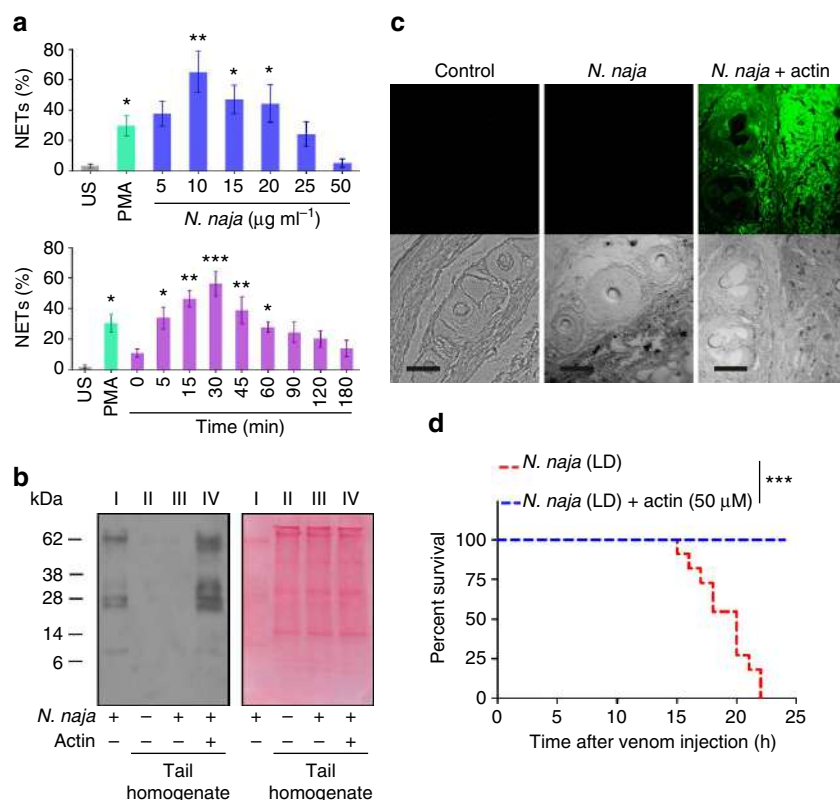 a
80
60
40
20
0
NETs (%)
*
**
*
*
US
PMA
5 10 15 20 25 50
N. naja (μg ml⁻¹)
80
60
40
20
0
NETs (%)
*
*
**
***
**
*
US
PMA
0 5 15 30 45 60 90 120 180
Time (min)
b
kDa I II III IV I II III IV
62
38
28
14
6
N. naja + – + + + – + +
Actin – – – + – – – +
Tail
homogenate
Tail
homogenate
c
Control N. naja N. naja + actin
d
N. naja (LD)
N. naja (LD) + actin (50 μM)
***
100
75
50
25
0
Percent survival
0 5 10 15 20 25
Time after venom injection (h)